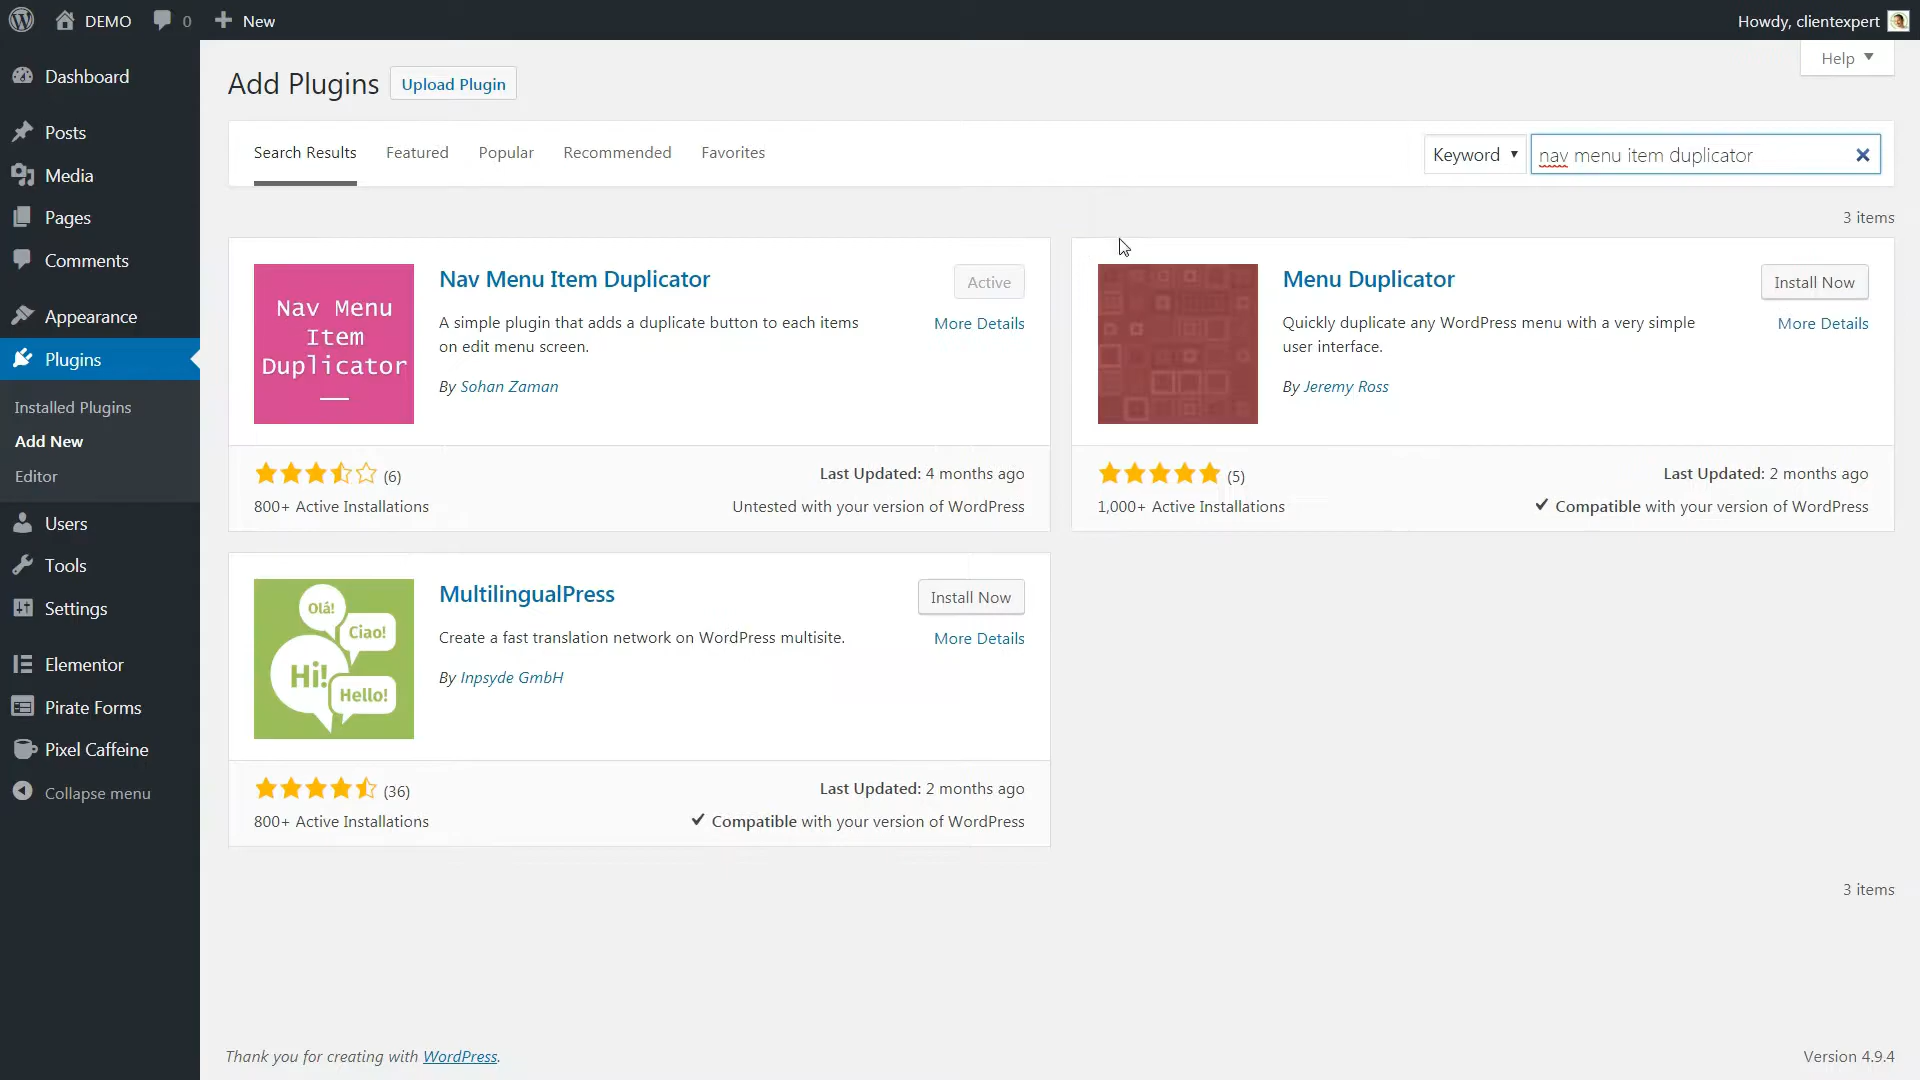 DEMO 0 New Howdy, clientexpert
Help
Dashboard
Posts
Media
Pages
Comments
Appearance
Plugins
Installed Plugins
Add New
Editor
Users
Tools
Settings
Elementor
Pirate Forms
Pixel Caffeine
Collapse menu
Add Plugins Upload Plugin
Search Results Featured Popular Recommended Favorites Keyword nav menu item duplicator
3 items
Nav Menu
Item
Duplicator
Nav Menu Item Duplicator Active
More Details
A simple plugin that adds a duplicate button to each items
on edit menu screen.
By Sohan Zaman
(6) Last Updated: 4 months ago
800+ Active Installations Untested with your version of WordPress
Menu Duplicator Install Now
More Details
Quickly duplicate any WordPress menu with a very simple
user interface.
By Jeremy Ross
(5) Last Updated: 2 months ago
1,000+ Active Installations Compatible with your version of WordPress
Olá!
Ciao!
Hi!
Hello!
MultilingualPress Install Now
More Details
Create a fast translation network on WordPress multisite.
By Inpsyde GmbH
(36) Last Updated: 2 months ago
800+ Active Installations Compatible with your version of WordPress
3 items
Thank you for creating with WordPress. Version 4.9.4